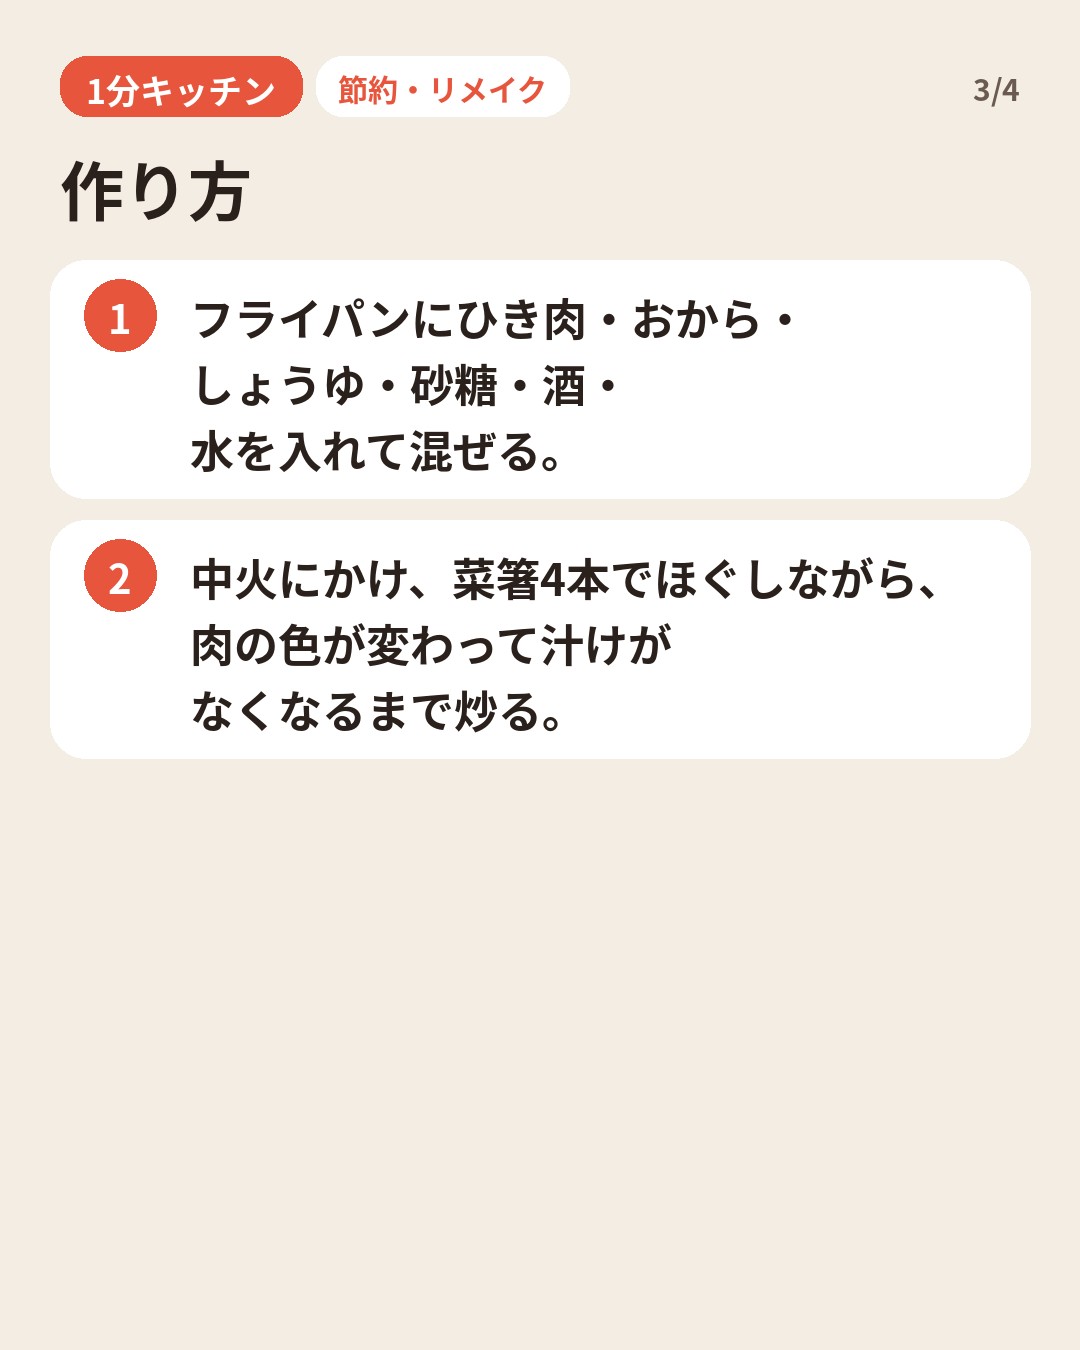 1分キッチン
節約・リメイク
3/4
作り方
1
フライパンにひき肉・おから・
しょうゆ・砂糖・酒・
水を入れて混ぜる。
2
中火にかけ、菜箸4本でほぐしながら、
肉の色が変わって汁けが
なくなるまで炒る。